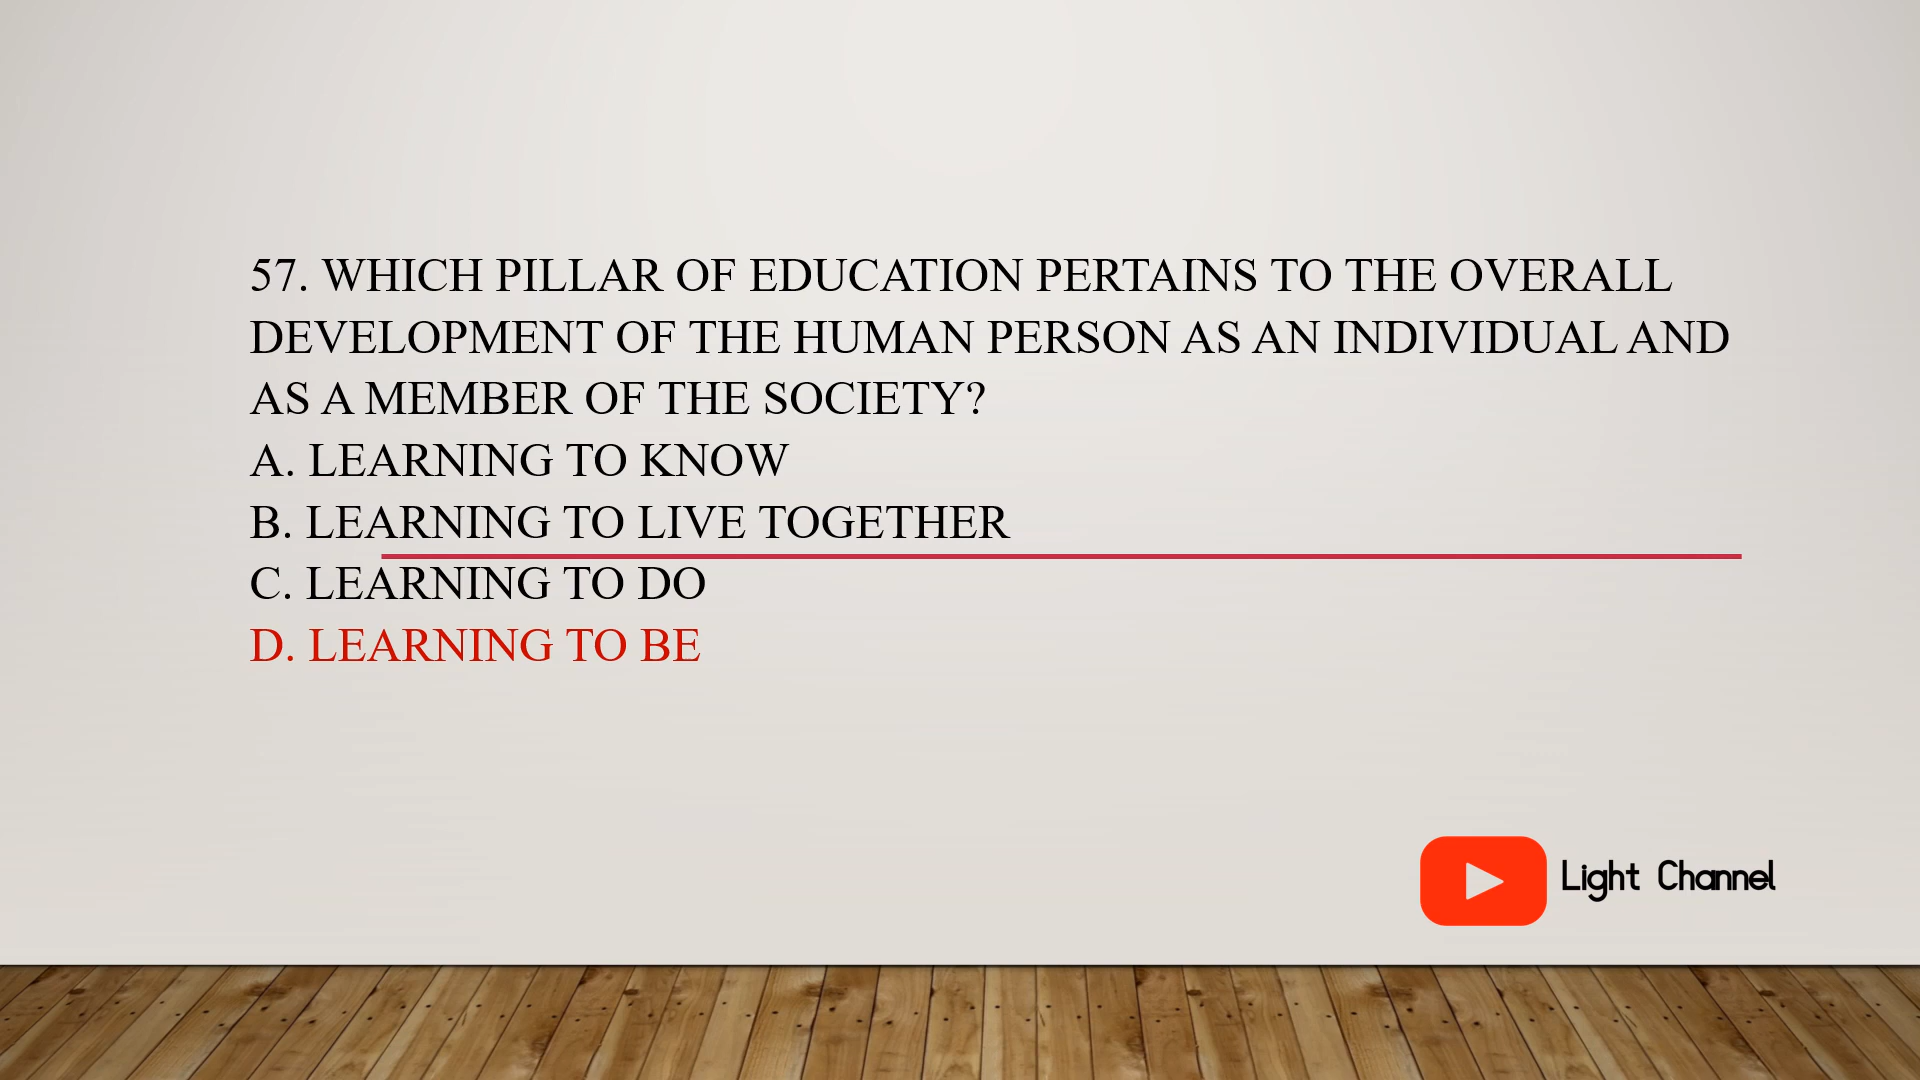 57. WHICH PILLAR OF EDUCATION PERTAINS TO THE OVERALL
DEVELOPMENT OF THE HUMAN PERSON AS AN INDIVIDUAL AND
AS A MEMBER OF THE SOCIETY?
A. LEARNING TO KNOW
B. LEARNING TO LIVE TOGETHER
C. LEARNING TO DO
D. LEARNING TO BE
Light Channel